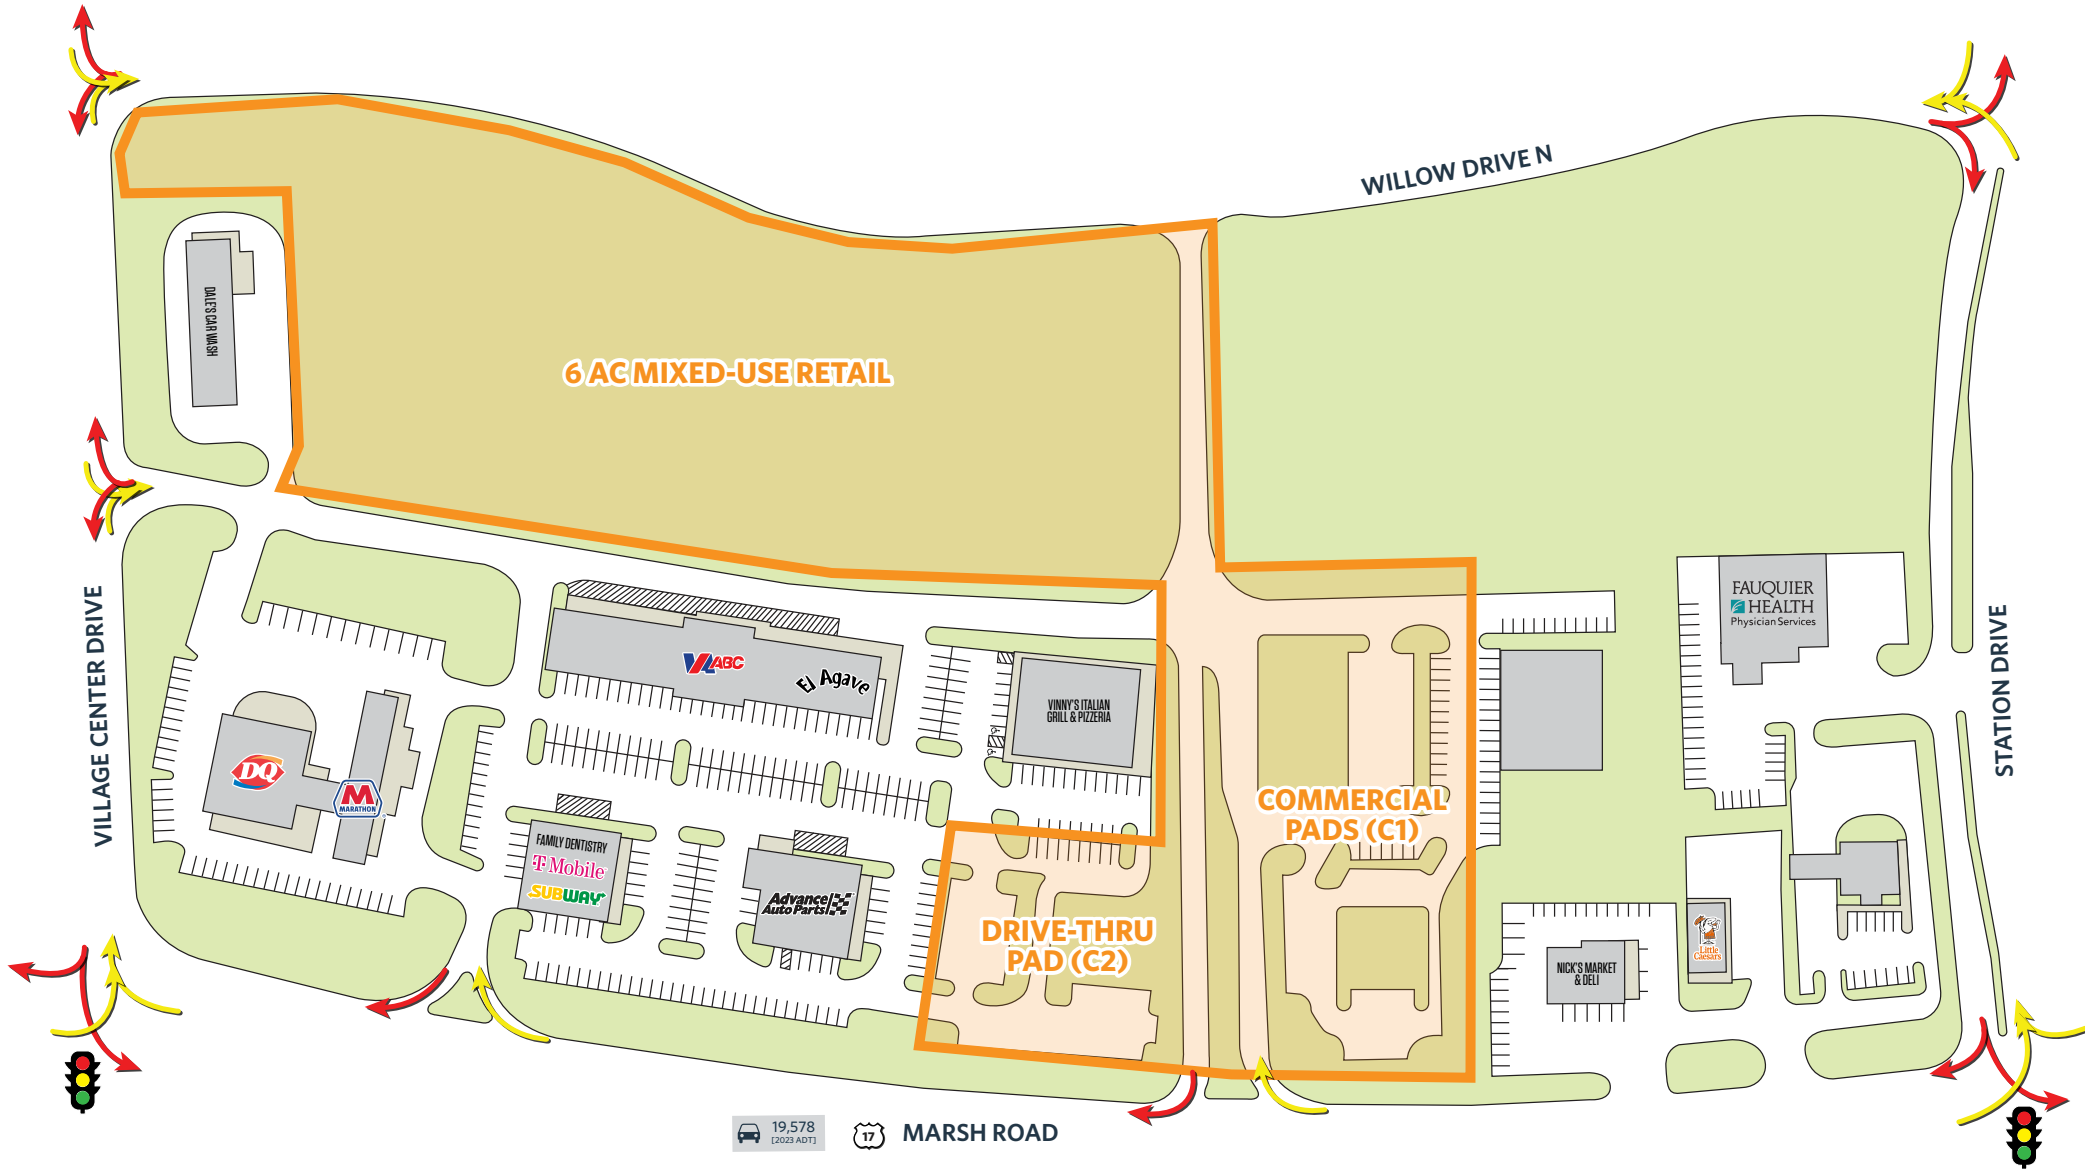 WILLOW DRIVE N
DALE'S CAR WASH
6 AC MIXED-USE RETAIL
FAUQUIER
HEALTH
Physician Services
VILLAGE CENTER DRIVE
STATION DRIVE
VA ABC
El Agave
VINNY'S ITALIAN
GRILL & PIZZERIA
DQ
M
MARATHON
COMMERCIAL
PADS (C1)
FAMILY DENTISTRY
T Mobile
SUBWAY
Advance
Auto Parts
DRIVE-THRU
PAD (C2)
NICK'S MARKET
& DELI
Little
Caesars
19,578
[2023 ADT]
17
MARSH ROAD